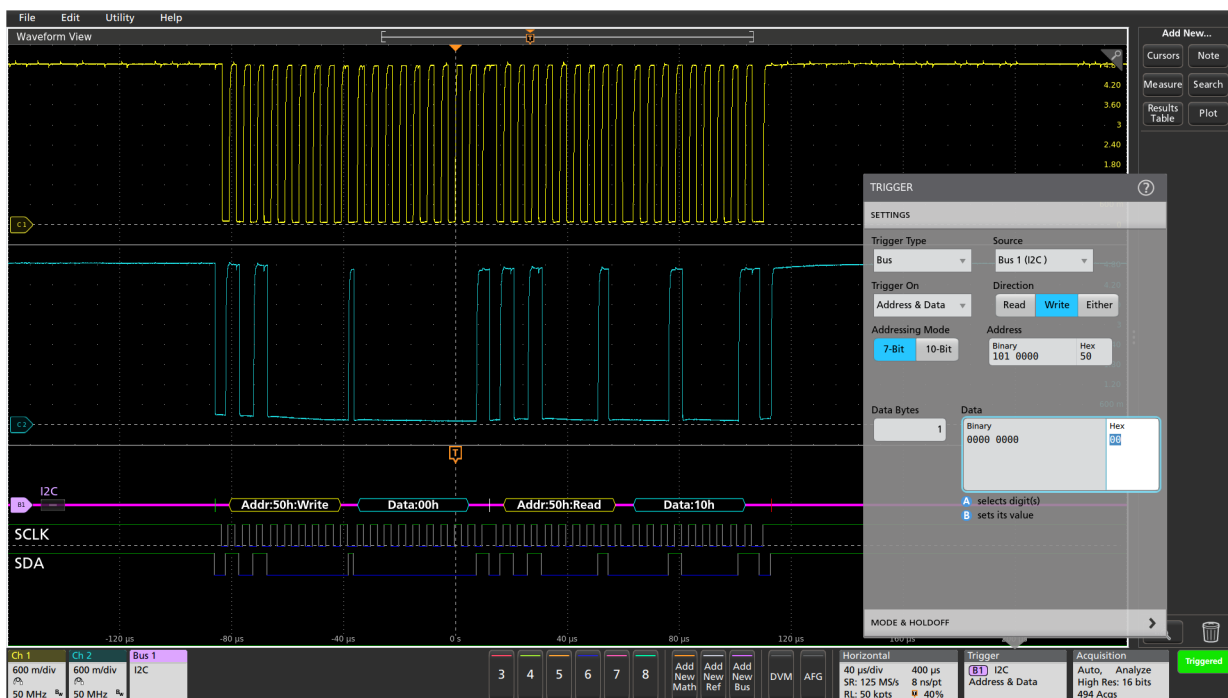 File Edit Utility Help
Waveform View
Add New...
Cursors Note
Measure Search
Results Table Plot
4.20
3.60
3
2.40
1.80
C1
C2
T
TRIGGER ?
SETTINGS
Trigger Type Source
Bus Bus 1 (I2C )
Trigger On Direction
Address & Data Read Write Either
Addressing Mode Address
7-Bit 10-Bit Binary Hex
101 0000 50
Data Bytes Data
1 Binary Hex
0000 0000 00
A selects digit(s)
B sets its value
MODE & HOLDOFF
T
I2C
B1 Addr:50h:Write Data:00h Addr:50h:Read Data:10h
SCLK
SDA
-120 µs -80 µs -40 µs 0 s 40 µs 80 µs 120 µs
Ch 1 Ch 2 Bus 1
600 m/div 600 m/div I2C
50 MHz Bw 50 MHz Bw
3 4 5 6 7 8
Add New Math Add New Ref Add New Bus DVM AFG
Horizontal
40 µs/div 400 µs
SR: 125 MS/s 8 ns/pt
RL: 50 kpts 40%
Trigger
B1 I2C
Address & Data
Acquisition
Auto, Analyze
High Res: 16 bits
494 Acqs
Triggered